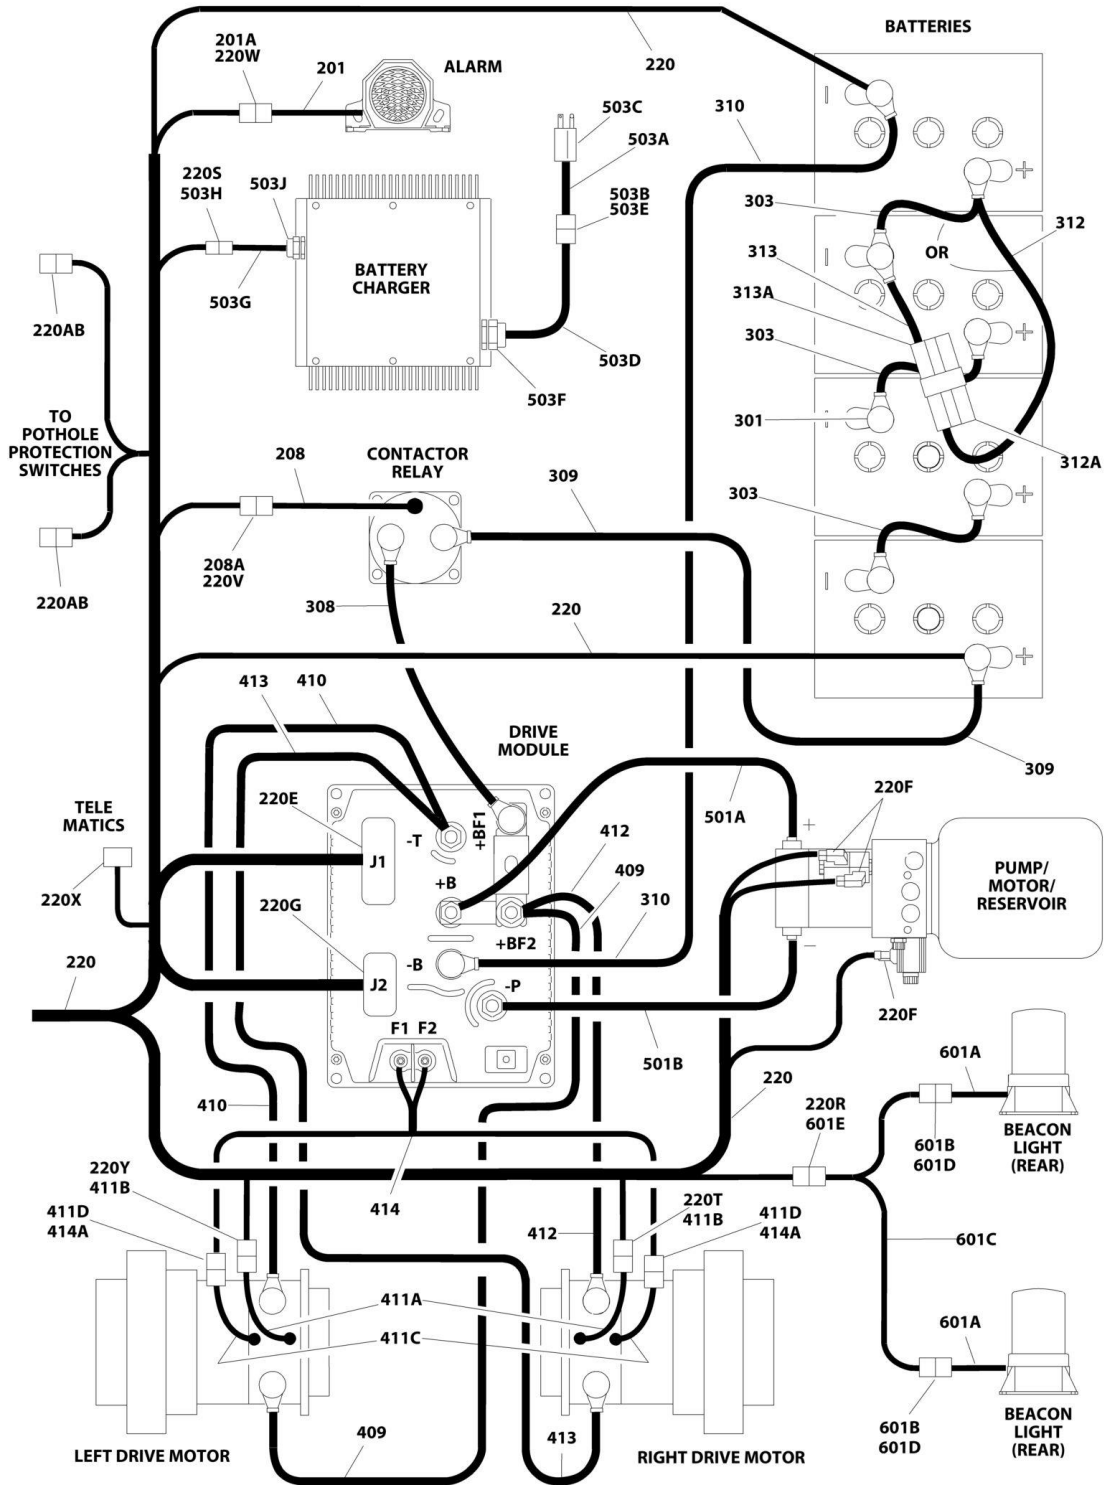 BATTERIES
201A
220W
201
ALARM
220
310
503C
503A
220S
503H
503J
503B
503E
303
312
OR
313
BATTERY
CHARGER
313A
503G
220AB
303
503D
503F
301
TO
POTHOLE
PROTECTION
SWITCHES
208
CONTACTOR
RELAY
309
312A
303
208A
220V
220AB
308
220
413
410
DRIVE
MODULE
309
220E
220F
501A
TELE
MATICS
-T
+BF1
412
J1
409
PUMP/
MOTOR/
RESERVOIR
+B
220X
220G
310
+BF2
220
-B
J2
-P
220F
F1 F2
501B
601A
220
410
220R
601E
601B
601D
BEACON
LIGHT
(REAR)
220Y
411B
414
220T
411B
411D
414A
411D
414A
412
601C
411A
601A
411C
409
413
601B
601D
BEACON
LIGHT
(REAR)
LEFT DRIVE MOTOR
RIGHT DRIVE MOTOR